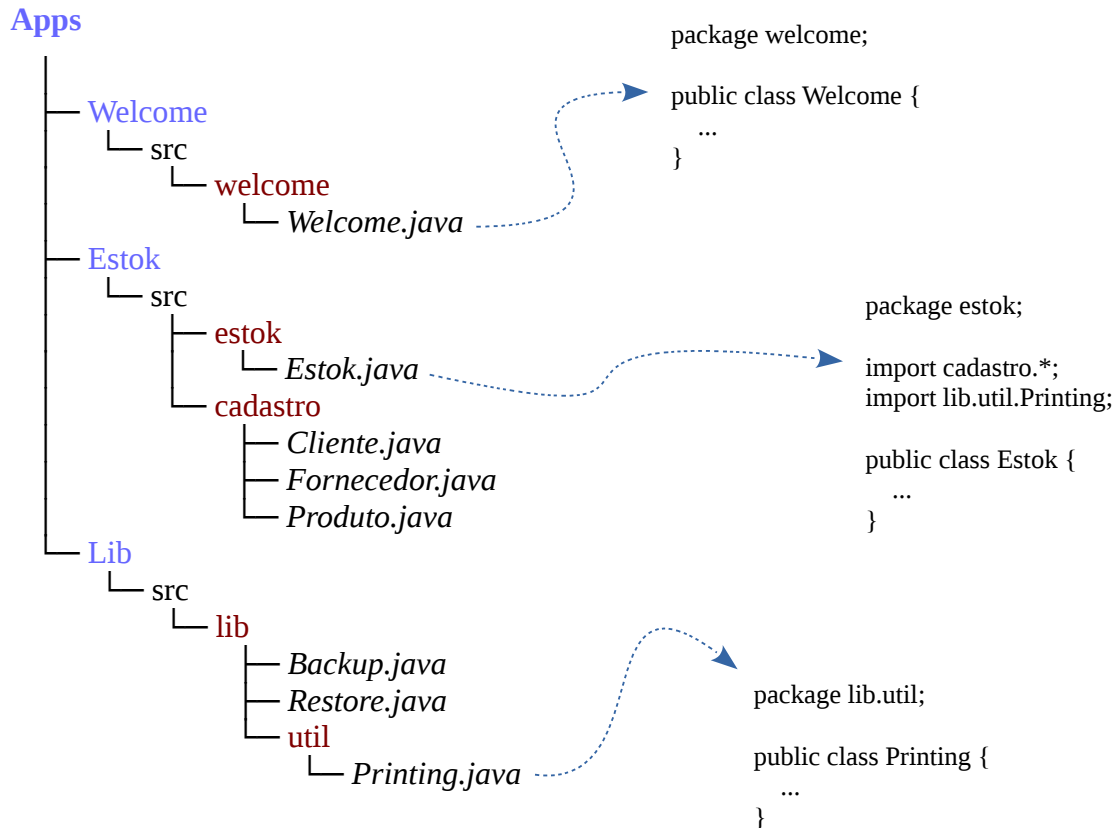 Apps
Welcome
src
welcome
Welcome.java
Estok
src
estok
Estok.java
cadastro
Cliente.java
Fornecedor.java
Produto.java
Lib
src
lib
Backup.java
Restore.java
util
Printing.java
package welcome;
public class Welcome {
...
}
package estok;
import cadastro.*;
import lib.util.Printing;
public class Estok {
...
}
package lib.util;
public class Printing {
...
}